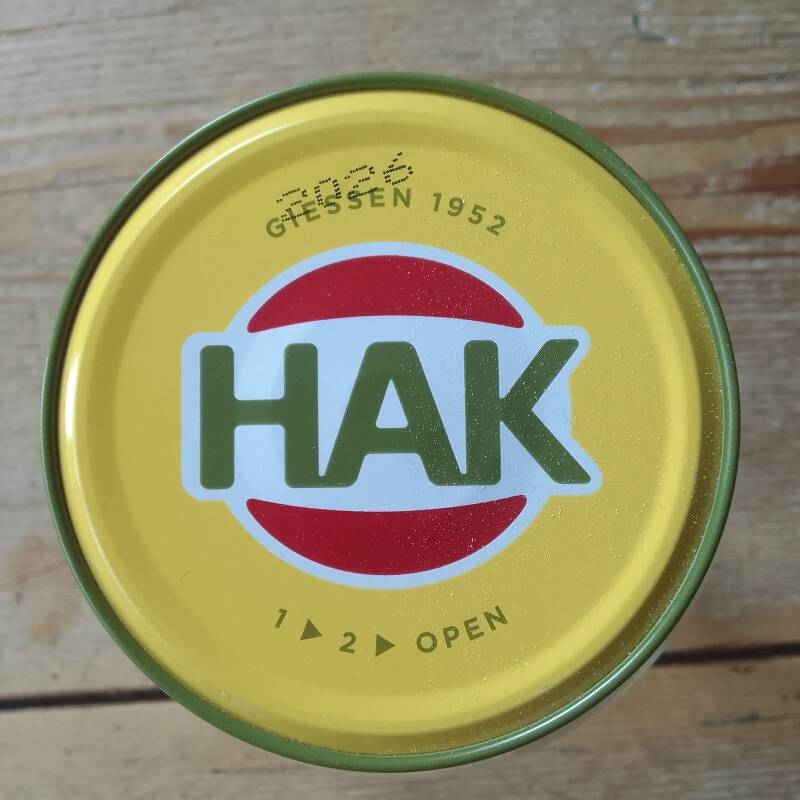 2026
GIESSEN 1952
HAK
1 ▶ 2 ▶ OPEN